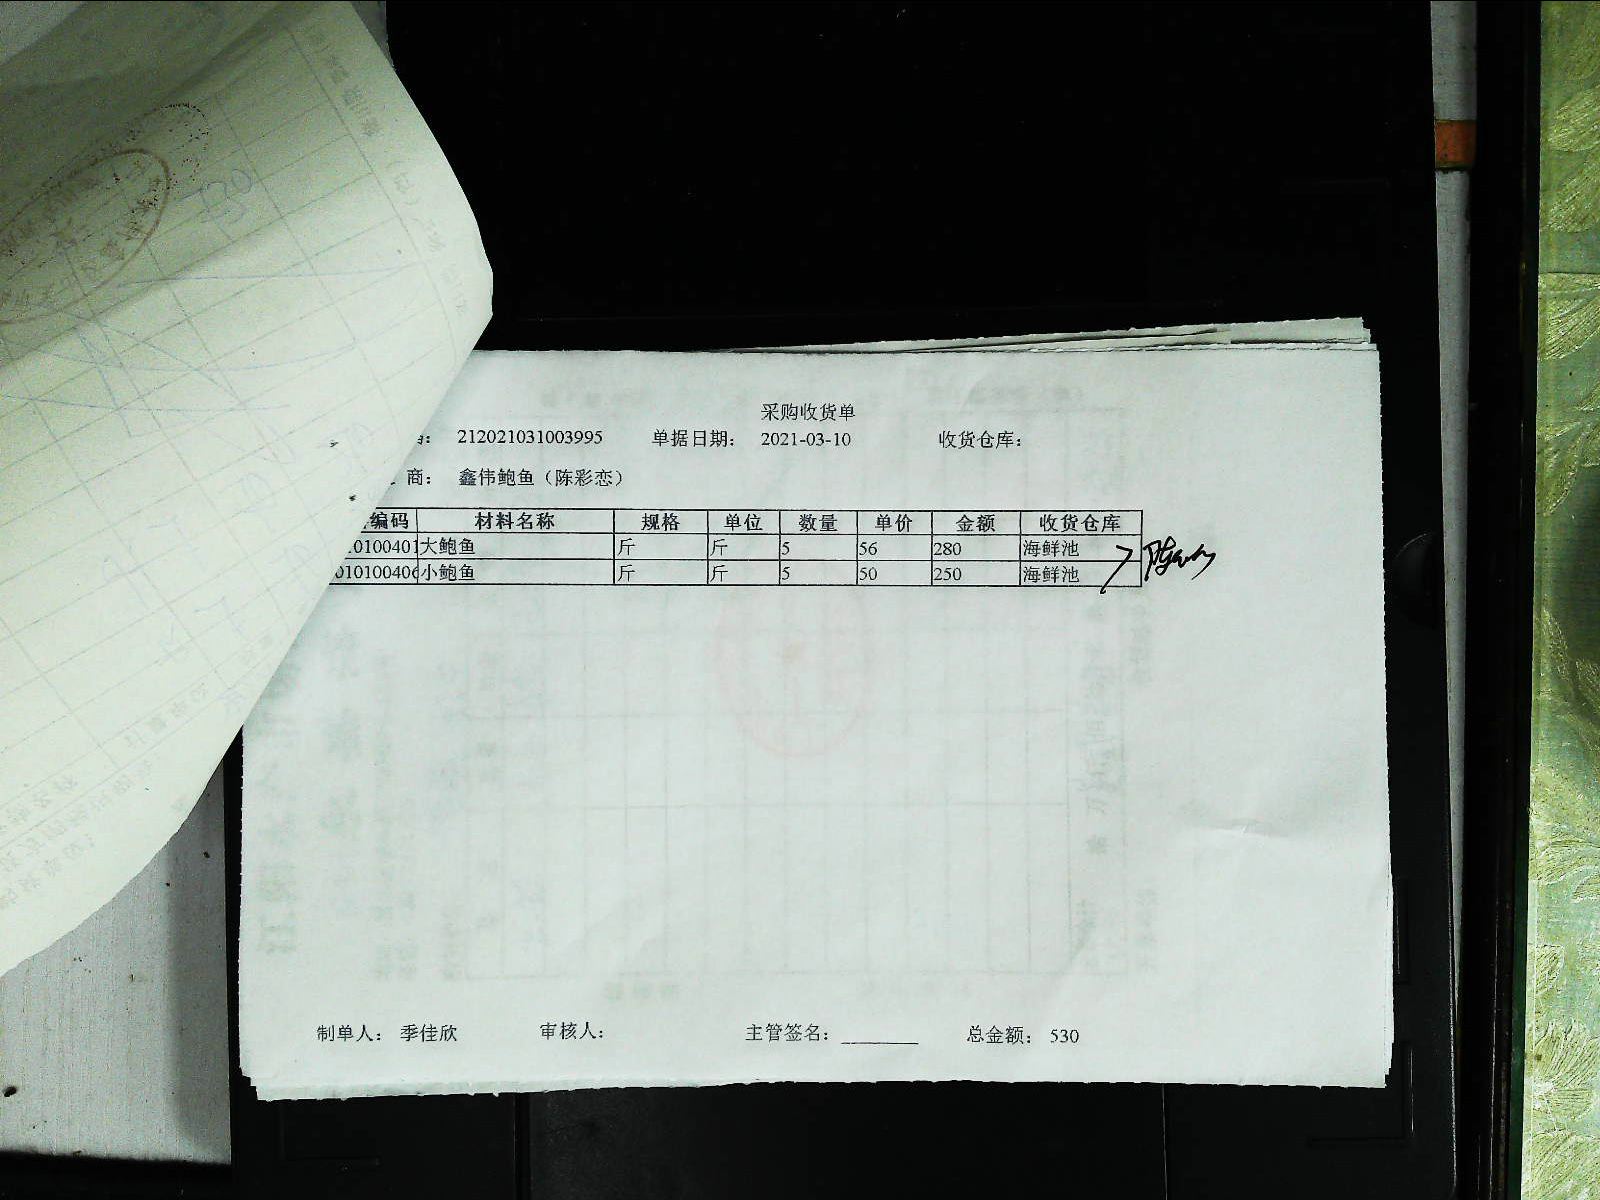 采购收货单
212021031003995 单据日期： 2021-03-10 收货仓库：
商： 鑫伟鲍鱼（陈彩恋）
编码 材料名称 规格 单位 数量 单价 金额 收货仓库
10100401 大鲍鱼 斤 斤 5 56 280 海鲜池
010100406 小鲍鱼 斤 斤 5 50 250 海鲜池
制单人： 季佳欣 审核人： 主管签名： 总金额： 530